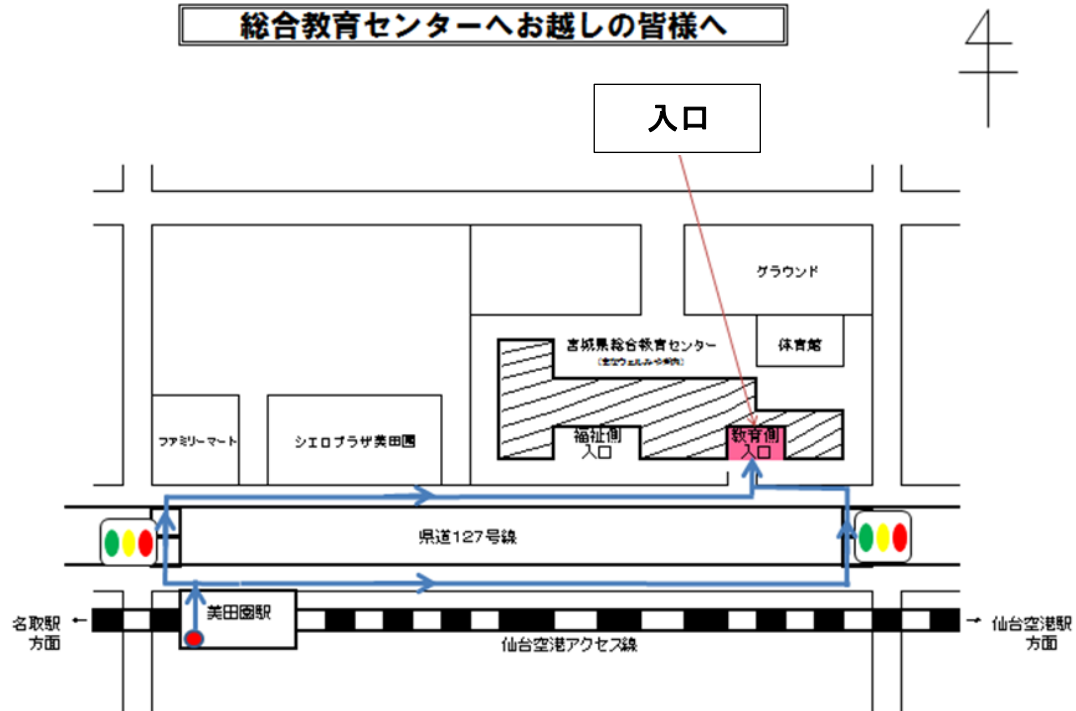 総合教育センターへお越しの皆様へ
入口
グラウンド
宮城県総合教育センター
体育館
ファミリーマート
シエロプラザ美田園
福祉側
入口
教育側
入口
県道127号線
美田園駅
名取駅
方面
←
仙台空港アクセス線
→
仙台空港駅
方面